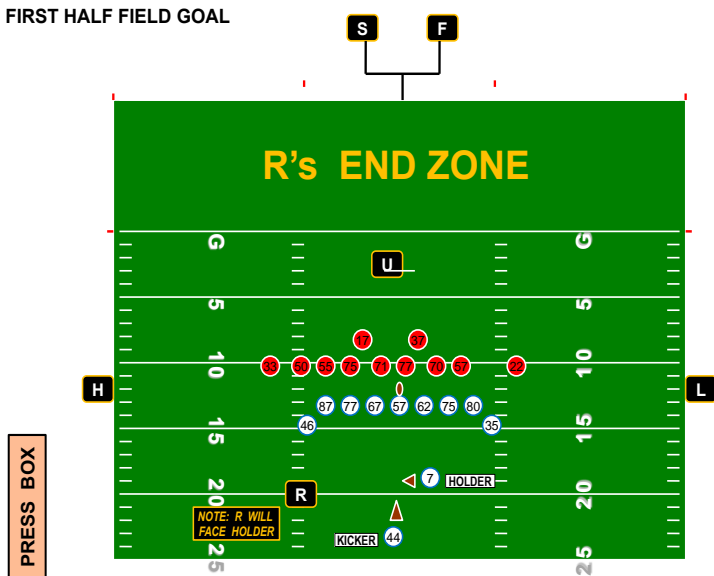 FIRST HALF FIELD GOAL
S F
R's END ZONE
G G
U
5 5
17 37
10 33 50 55 75 71 77 70 57 22 10
H L
87 77 67 57 62 75 80
46 35
15 15
PRESS BOX
7 HOLDER
20 R 20
NOTE: R WILL
FACE HOLDER
KICKER 44
25 25